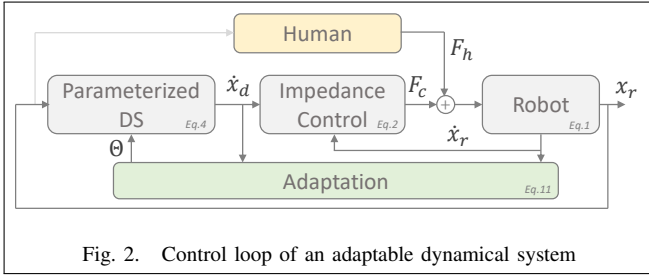 Human
F_h
Parameterized
DS
Eq.4
ẋ_d
Impedance
Control
Eq.2
F_c
+
Robot
Eq.1
x_r
ẋ_r
Θ
Adaptation
Eq.11
Fig. 2. Control loop of an adaptable dynamical system